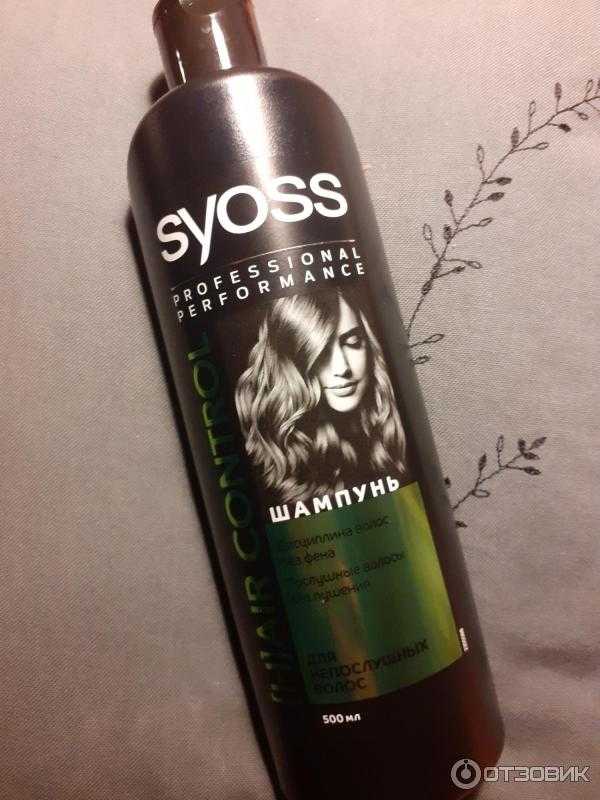 syoss
PROFESSIONAL
PERFORMANCE
HAIR CONTROL
ШАМПУНЬ
Дисциплина волос
без фена
Послушные волосы
без пушения
ДЛЯ
НЕПОСЛУШНЫХ
ВОЛОС
500 мл
ОТЗОВИК